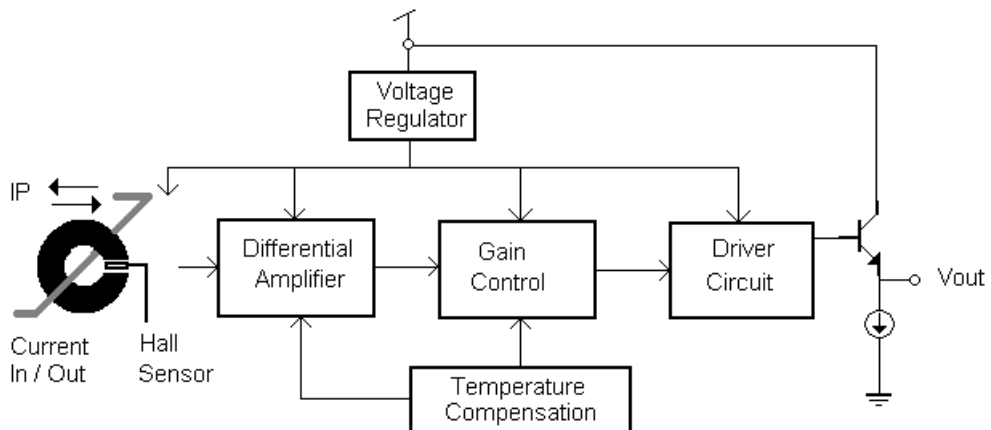 Voltage
Regulator
IP
Differential
Amplifier
Gain
Control
Driver
Circuit
Vout
Current
In / Out
Hall
Sensor
Temperature
Compensation